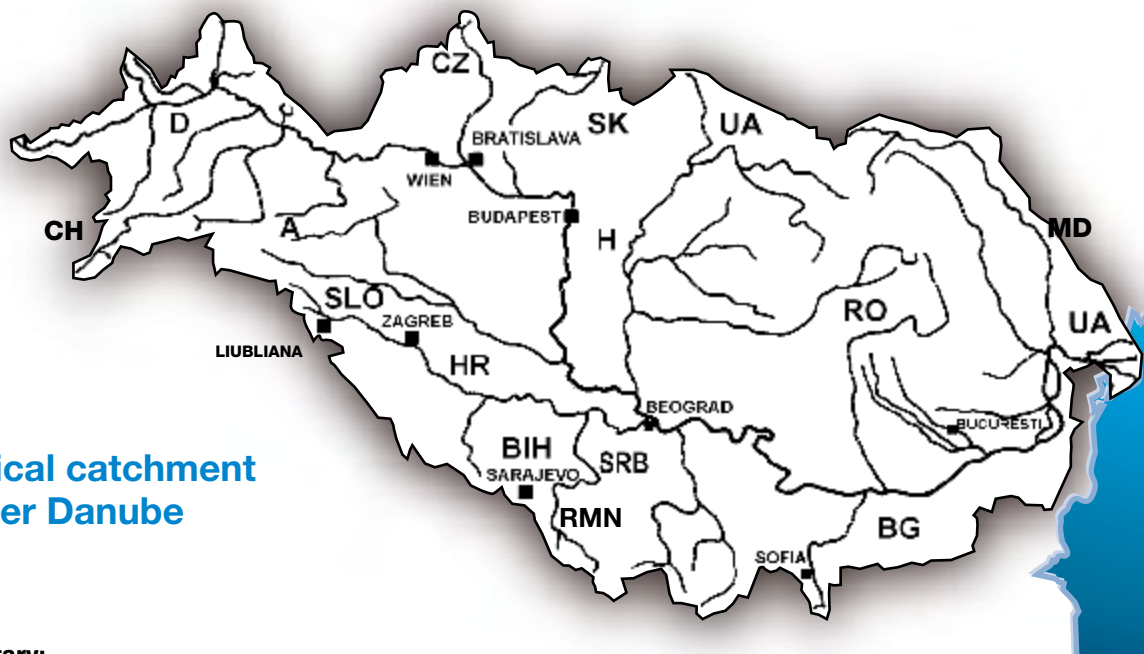 CZ
D
SK
UA
BRATISLAVA
WIEN
BUDAPEST
CH
A
H
MD
SLO
ZAGREB
RO
UA
LIUBLIANA
HR
BEOGRAD
BUCURESTI
BIH
SRB
SARAJEVO
ical catchment
er Danube
RMN
BG
SOFIA